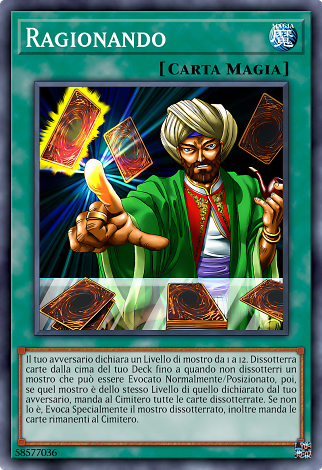 Ragionando
MAGIA
魔
[Carta Magia]
Il tuo avversario dichiara un Livello di mostro da 1 a 12. Dissotterra
carte dalla cima del tuo Deck fino a quando non dissotterri un
mostro che può essere Evocato Normalmente/Posizionato, poi,
se quel mostro è dello stesso Livello di quello dichiarato dal tuo
avversario, manda al Cimitero tutte le carte dissotterrate. Se non
lo è, Evoca Specialmente il mostro dissotterrato, inoltre manda le
carte rimanenti al Cimitero.
58577036